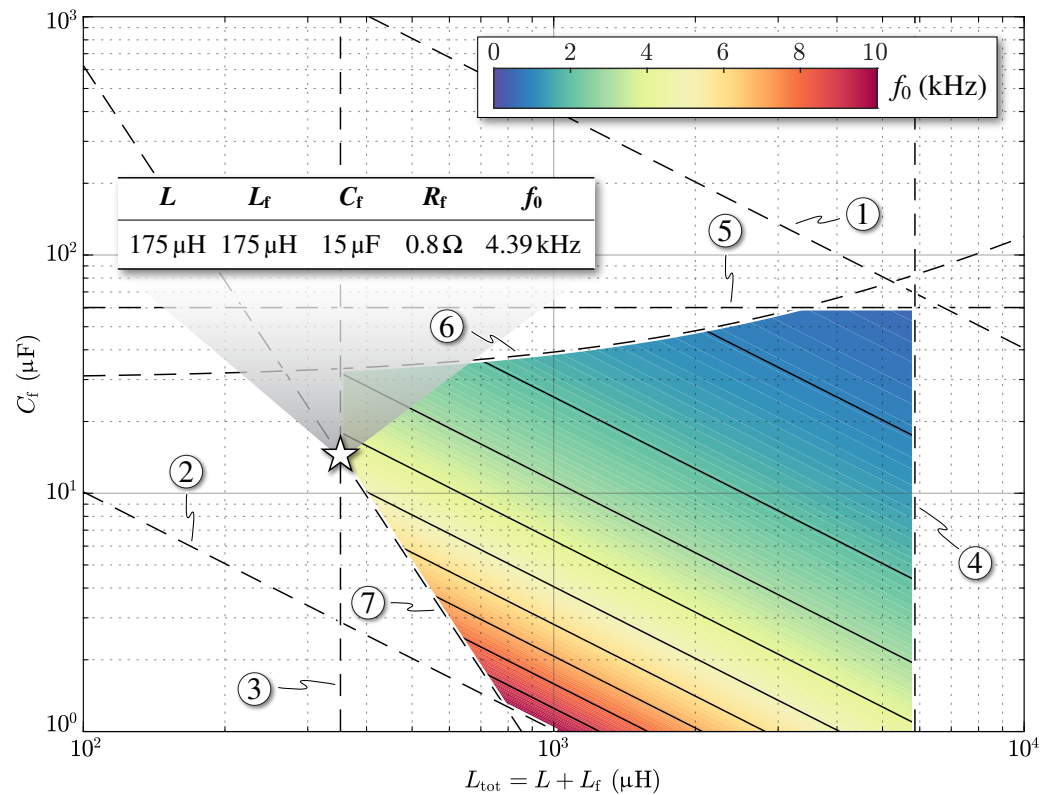 10³
0 2 4 6 8 10
f₀ (kHz)
L L_f C_f R_f f₀
175 µH 175 µH 15 µF 0.8 Ω 4.39 kHz
1
5
10²
6
C_f (µF)
2
10¹
4
7
3
10⁰
10² 10³ 10⁴
L_tot = L + L_f (µH)